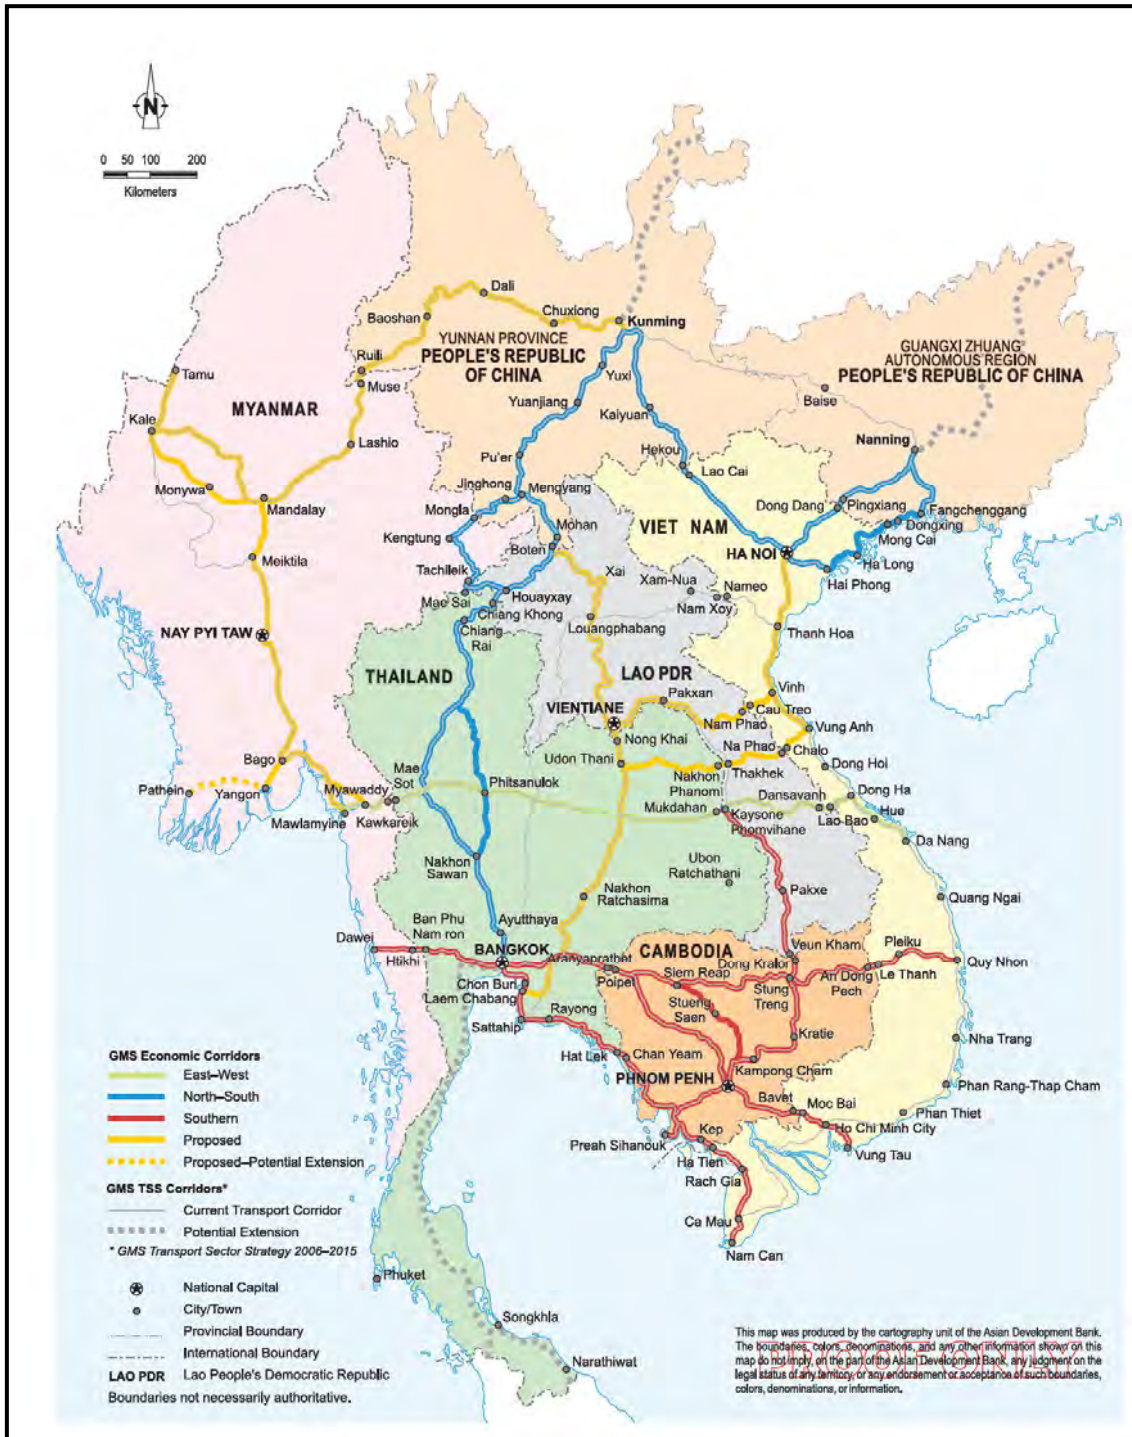 N
0 50 100 200
Kilometers
Dali
Chuxiong
Baoshan
Kunming
YUNNAN PROVINCE
PEOPLE'S REPUBLIC
OF CHINA
GUANGXI ZHUANG
AUTONOMOUS REGION
PEOPLE'S REPUBLIC OF CHINA
Ruili
Muse
Tamu
Yuxi
Baise
MYANMAR
Yuanjiang
Kaiyuan
Kale
Nanning
Lashio
Hekou
Pu'er
Lao Cai
Monywa
Jinghong
Mengyang
Mandalay
Dong Dang
Pingxiang
Fangchenggang
Mongla
Dongxing
Mohan
VIET NAM
Mong Cai
Kengtung
Boten
HA NOI
Meiktila
Ha Long
Xai
Xam-Nua
Nameo
Hai Phong
Tachileik
Mae Sai
Houayxay
Nam Xoy
Chiang Khong
Louangphabang
Thanh Hoa
NAY PYI TAW
Chiang
Rai
THAILAND
LAO PDR
Pakxan
Vinh
VIENTIANE
Cau Treo
Nam Phao
Vung Anh
Nong Khai
Na Phao
Chalo
Bago
Udon Thani
Dong Hoi
Mae
Sot
Nakhon
Phanom
Thakhek
Pathein
Yangon
Myawaddy
Phitsanulok
Dansavanh
Dong Ha
Mukdahan
Kaysone
Phomvihane
Hue
Mawlamyine
Kawkareik
Lao Bao
Da Nang
Nakhon
Sawan
Ubon
Ratchathani
Nakhon
Ratchasima
Pakxe
Quang Ngai
Ban Phu
Nam ron
Ayutthaya
Dawei
BANGKOK
CAMBODIA
Veun Kham
Pleiku
Htikhi
Aranyaprathet
Dong Kralor
Quy Nhon
Siem Reap
An Dong
Pech
Le Thanh
Chon Buri
Poipet
Stung
Treng
Laem Chabang
Stueng
Saen
Sattahip
Rayong
Kratie
Nha Trang
Hat Lek
Chan Yeam
Kampong Cham
PHNOM PENH
Phan Rang-Thap Cham
Bavet
Moc Bai
Phan Thiet
Ho Chi Minh City
Preah Sihanouk
Kep
Vung Tau
Ha Tien
Rach Gia
Ca Mau
Nam Can
Phuket
Songkhla
Narathiwat
GMS Economic Corridors
East–West
North–South
Southern
Proposed
Proposed–Potential Extension
GMS TSS Corridors*
Current Transport Corridor
Potential Extension
* GMS Transport Sector Strategy 2006–2015
National Capital
City/Town
Provincial Boundary
International Boundary
LAO PDR Lao People's Democratic Republic
Boundaries not necessarily authoritative.
This map was produced by the cartography unit of the Asian Development Bank.
The boundaries, colors, denominations, and any other information shown on this
map do not imply, on the part of the Asian Development Bank, any judgment on the
legal status of any territory, or any endorsement or acceptance of such boundaries,
colors, denominations, or information.
PROOF ONLY